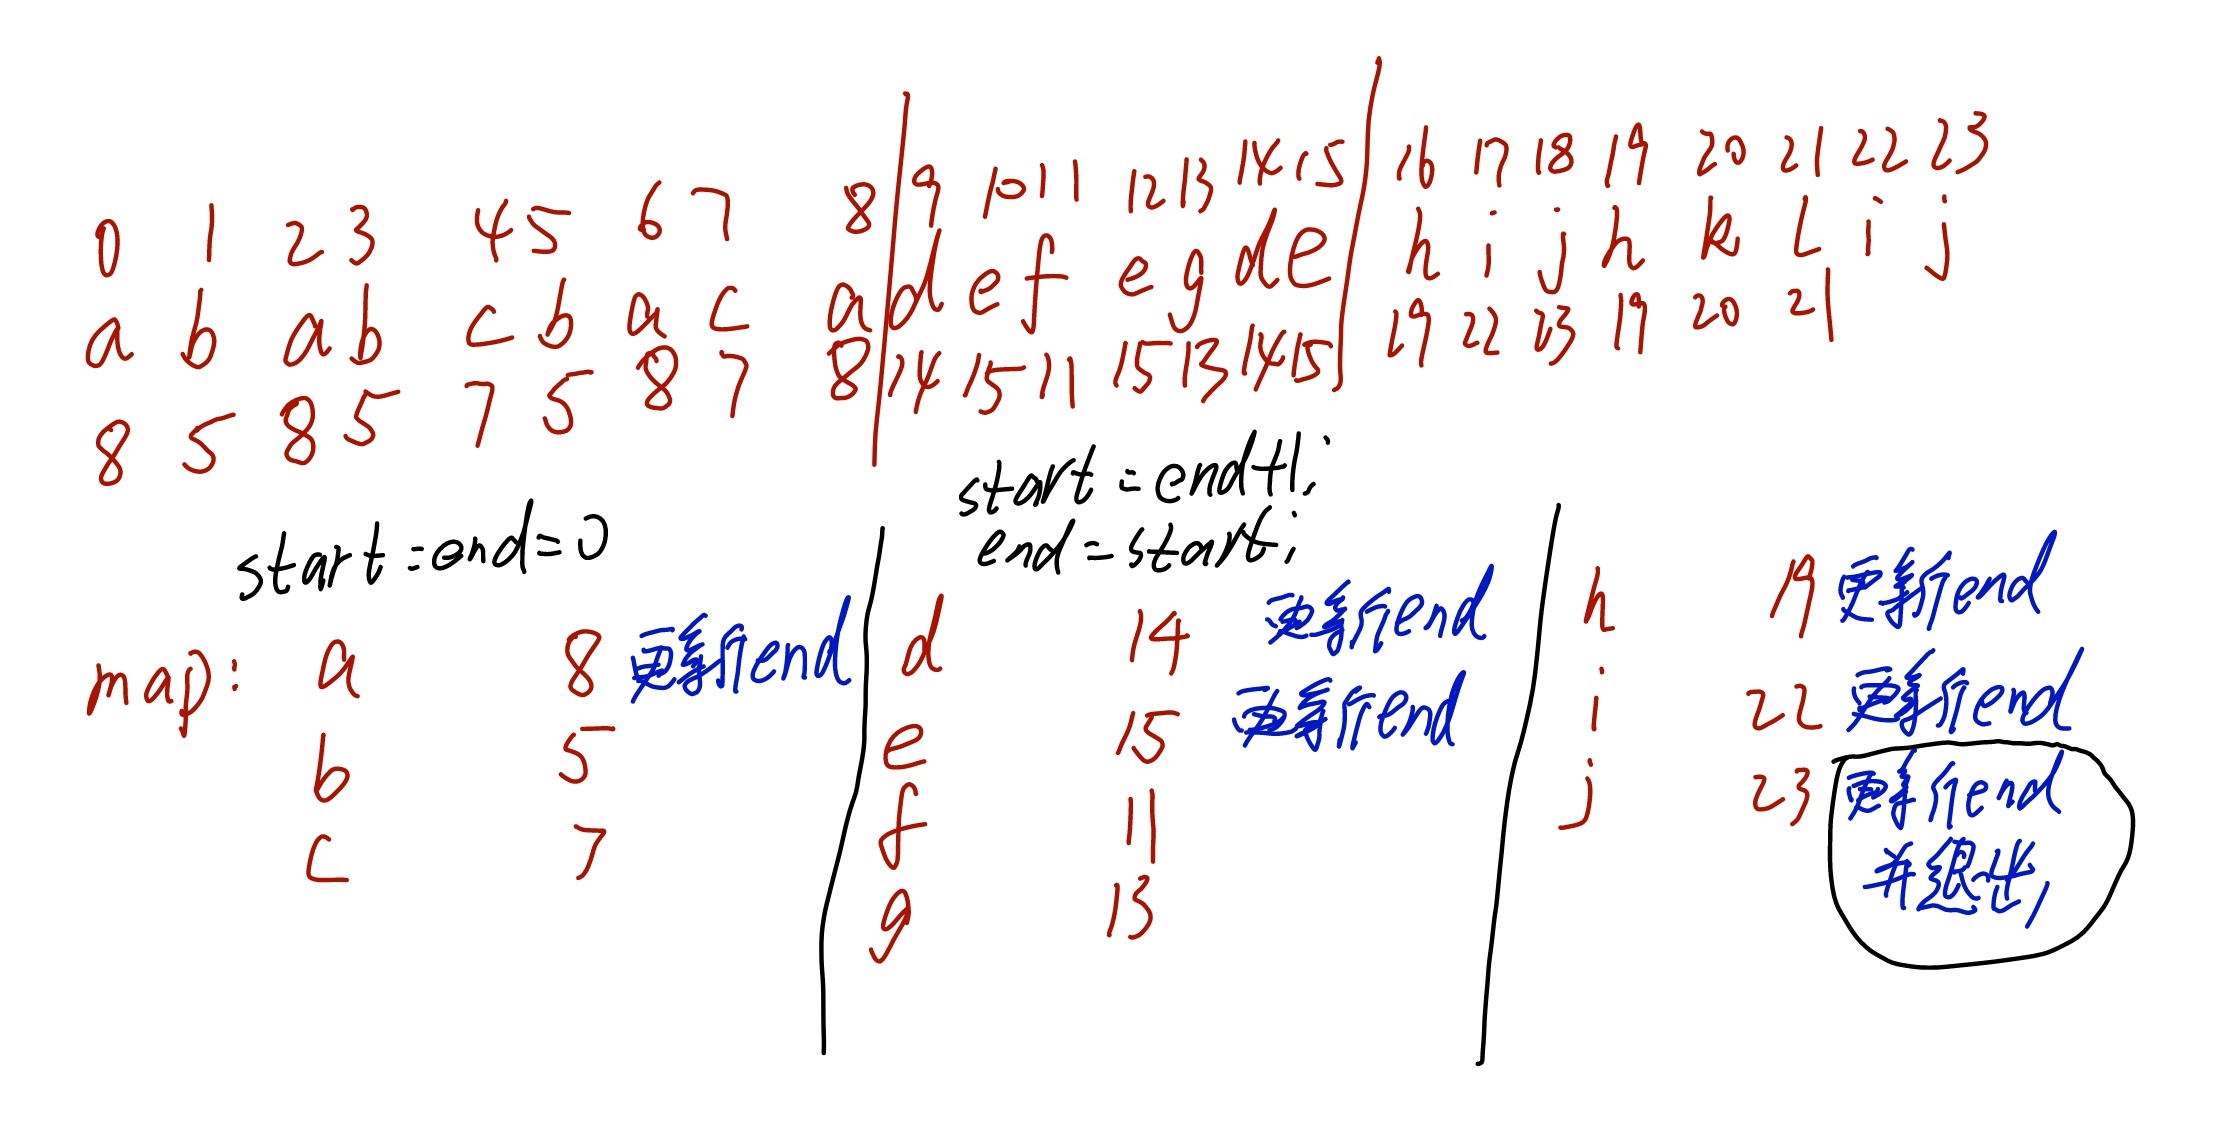 0 1 2 3 4 5 6 7 8 9 10 11 12 13 14 15 16 17 18 19 20 21 22 23
a b a b c b a c a d e f e g d e h i j h k l i j
8 5 8 5 7 5 8 7 8 14 15 11 15 13 14 15 19 22 23 19 20 21
start=end=0
start=end+1;
end=start;
map: a 8 更新end
b 5
c 7
d 14 更新end
e 15 更新end
f 11
g 13
h 19 更新end
i 22 更新end
j 23 更新end
并退出,